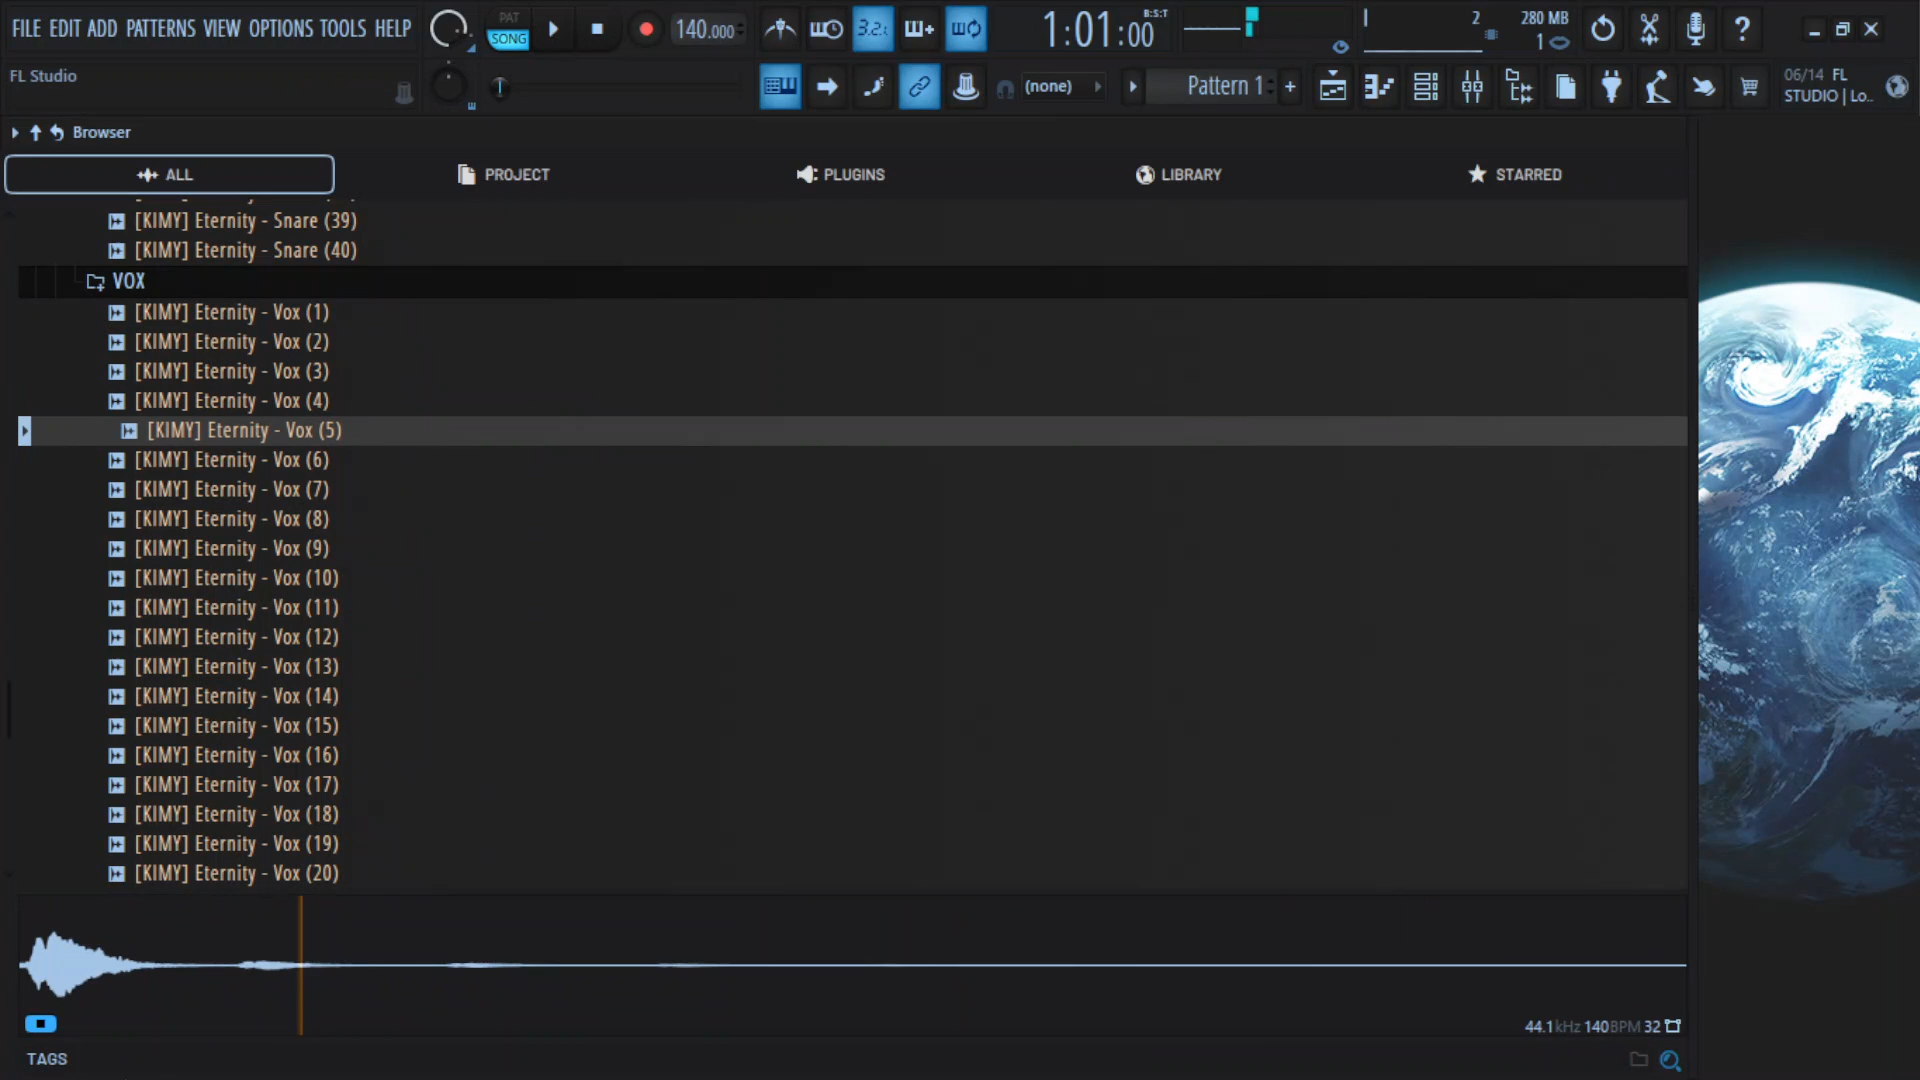 FILE EDIT ADD PATTERNS VIEW OPTIONS TOOLS HELP
PAT
SONG
140.000
3.2.
1:01:00
B:S:T
2
280 MB
1
FL Studio
(none)
Pattern 1
06/14 FL
STUDIO | Lo..
Browser
ALL
PROJECT
PLUGINS
LIBRARY
STARRED
[KIMY] Eternity - Snare (39)
[KIMY] Eternity - Snare (40)
VOX
[KIMY] Eternity - Vox (1)
[KIMY] Eternity - Vox (2)
[KIMY] Eternity - Vox (3)
[KIMY] Eternity - Vox (4)
[KIMY] Eternity - Vox (5)
[KIMY] Eternity - Vox (6)
[KIMY] Eternity - Vox (7)
[KIMY] Eternity - Vox (8)
[KIMY] Eternity - Vox (9)
[KIMY] Eternity - Vox (10)
[KIMY] Eternity - Vox (11)
[KIMY] Eternity - Vox (12)
[KIMY] Eternity - Vox (13)
[KIMY] Eternity - Vox (14)
[KIMY] Eternity - Vox (15)
[KIMY] Eternity - Vox (16)
[KIMY] Eternity - Vox (17)
[KIMY] Eternity - Vox (18)
[KIMY] Eternity - Vox (19)
[KIMY] Eternity - Vox (20)
44.1kHz 140BPM 32
TAGS